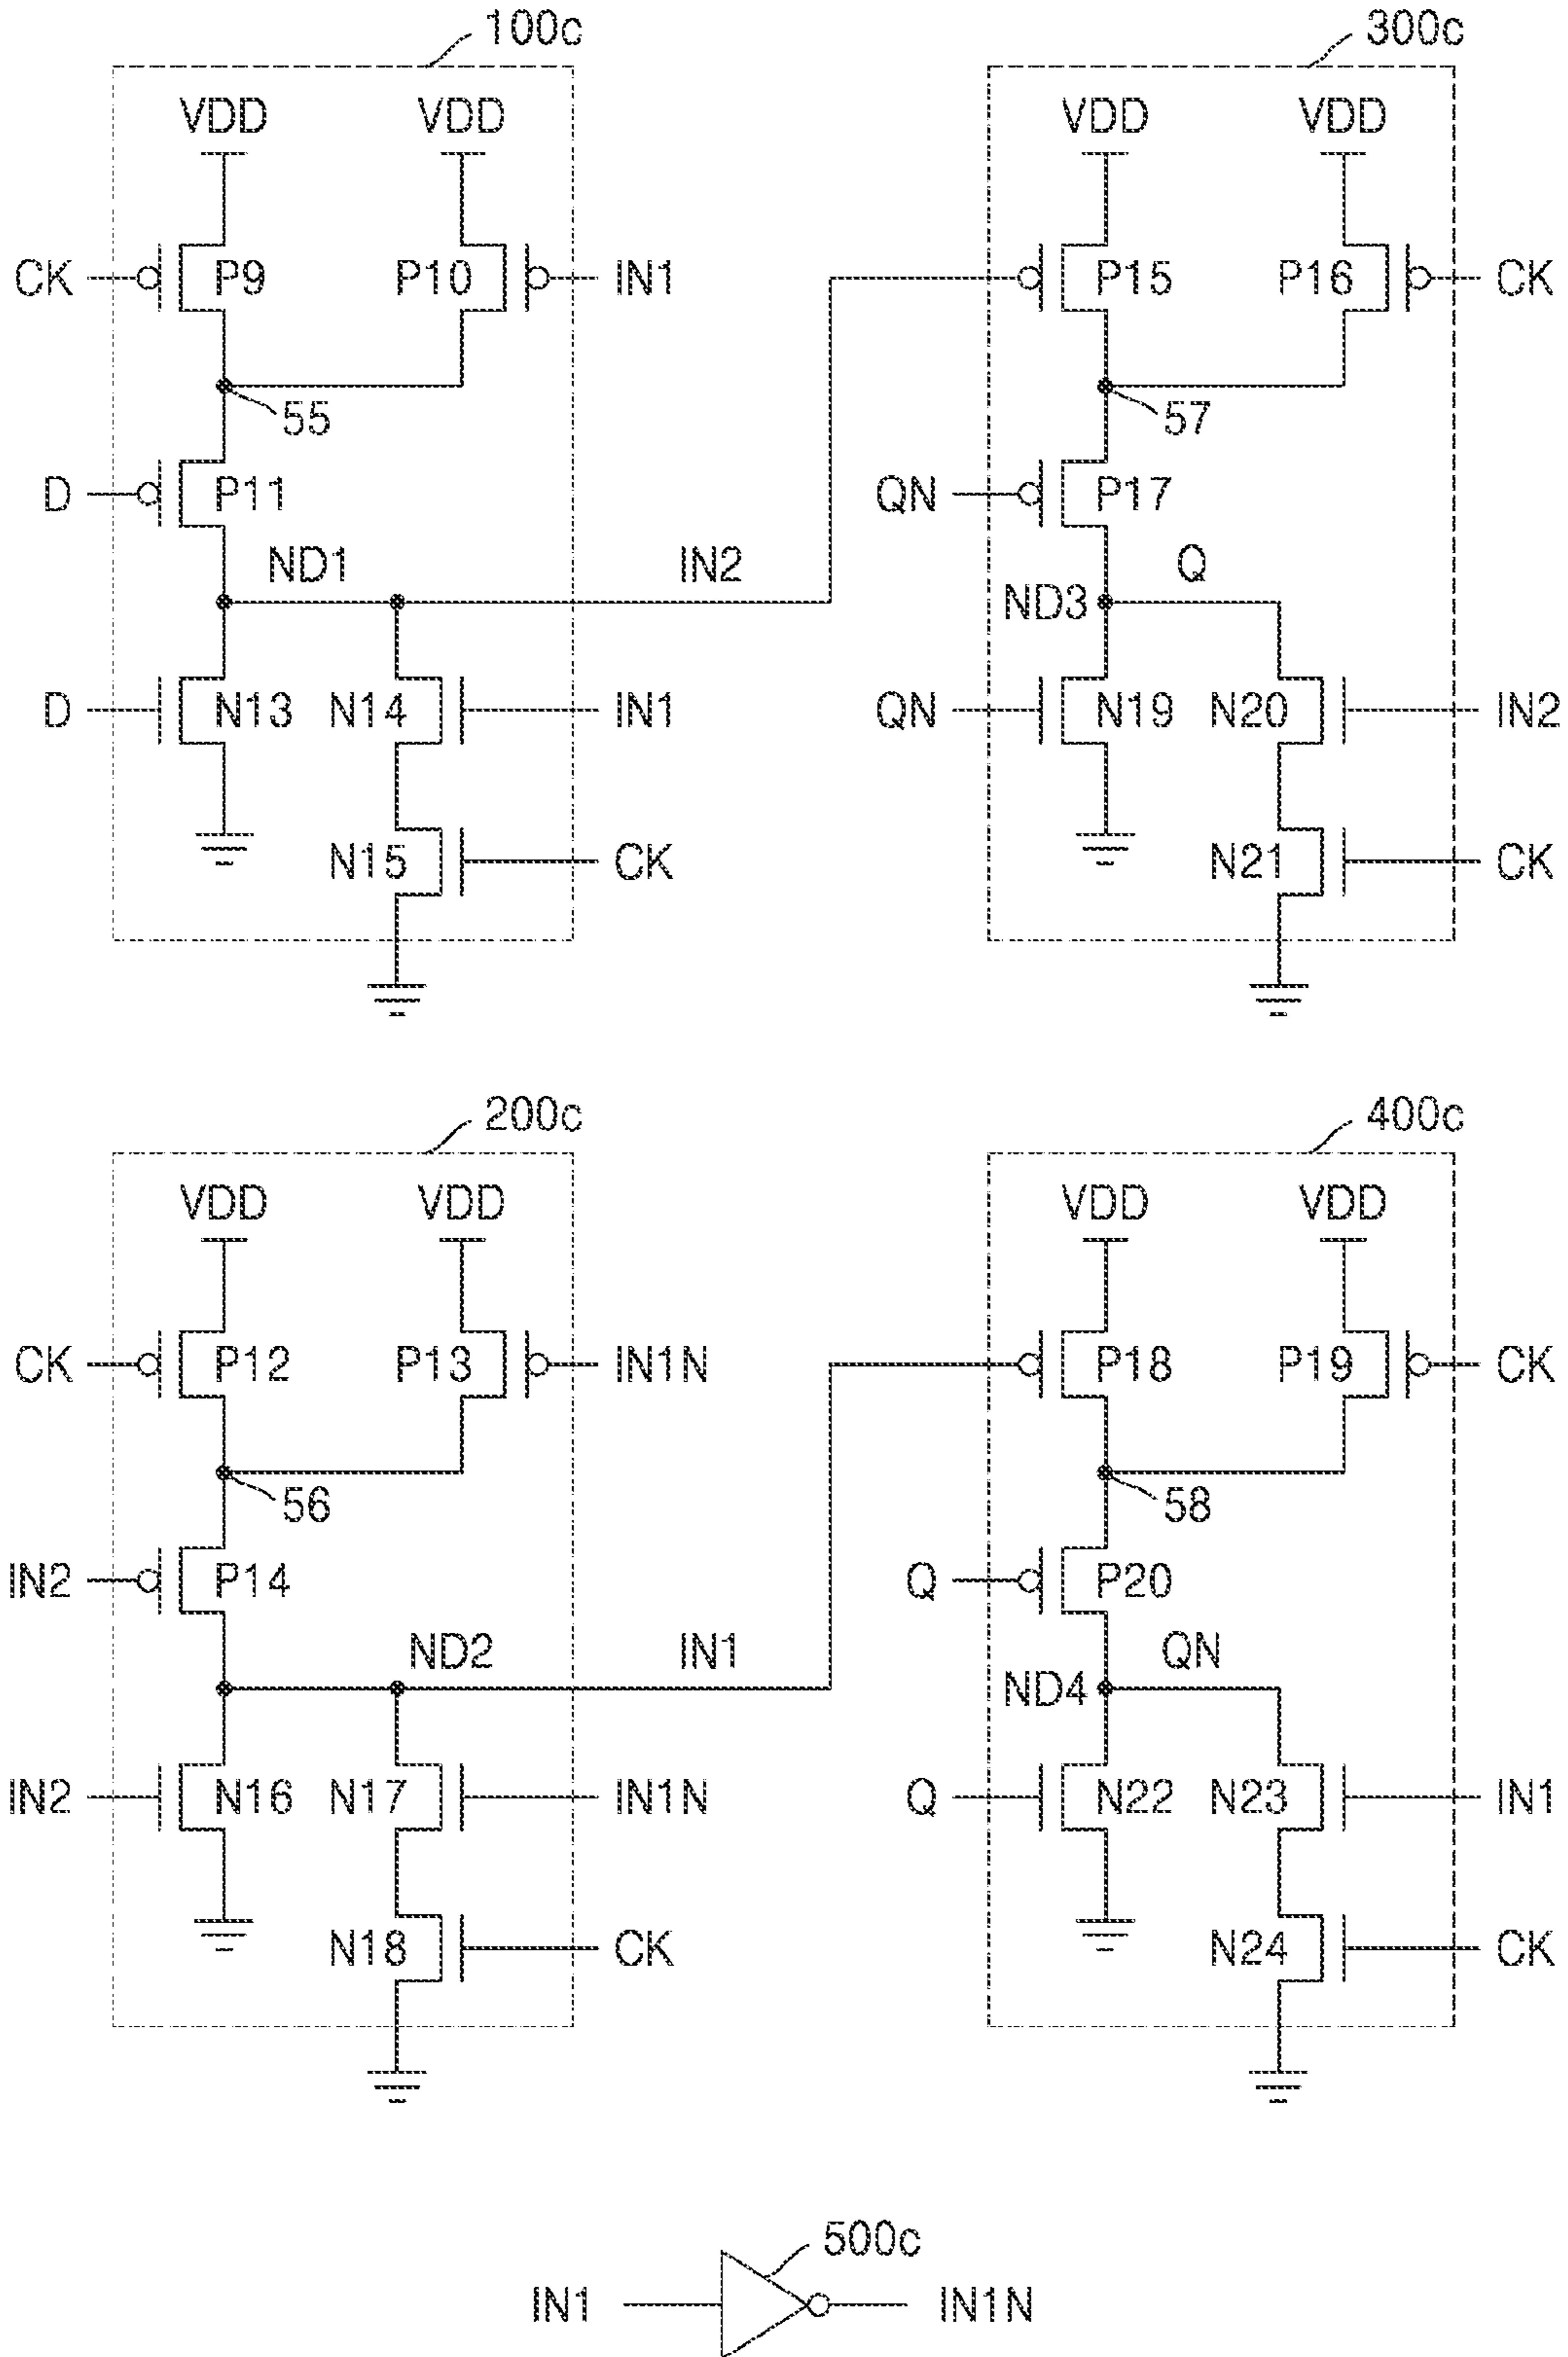 100c
VDD VDD
CK P9 P10 IN1
55
D P11
ND1 IN2
D N13 N14 IN1
N15 CK
300c
VDD VDD
P15 P16 CK
57
QN P17
Q
ND3
QN N19 N20 IN2
N21 CK
200c
VDD VDD
CK P12 P13 IN1N
56
IN2 P14
ND2 IN1
IN2 N16 N17 IN1N
N18 CK
400c
VDD VDD
P18 P19 CK
58
Q P20
QN
ND4
Q N22 N23 IN1
N24 CK
500c
IN1 IN1N